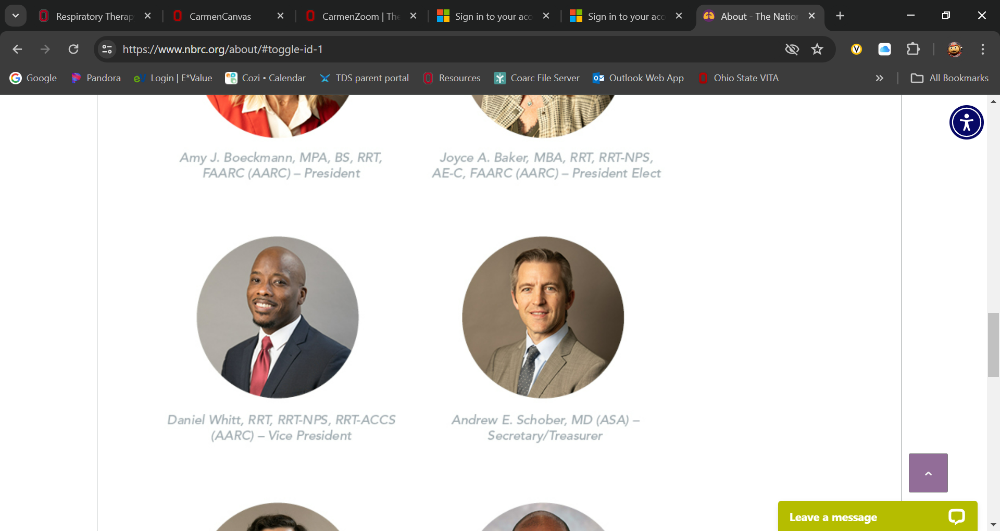 Respiratory Therap
CarmenCanvas
CarmenZoom | The
Sign in to your acc
Sign in to your acc
About - The Nation
https://www.nbrc.org/about/#toggle-id-1
Google
Pandora
Login | E*Value
Cozi • Calendar
TDS parent portal
Resources
Coarc File Server
Outlook Web App
Ohio State VITA
»
All Bookmarks
Amy J. Boeckmann, MPA, BS, RRT,
FAARC (AARC) – President
Joyce A. Baker, MBA, RRT, RRT-NPS,
AE-C, FAARC (AARC) – President Elect
Daniel Whitt, RRT, RRT-NPS, RRT-ACCS
(AARC) – Vice President
Andrew E. Schober, MD (ASA) –
Secretary/Treasurer
Leave a message